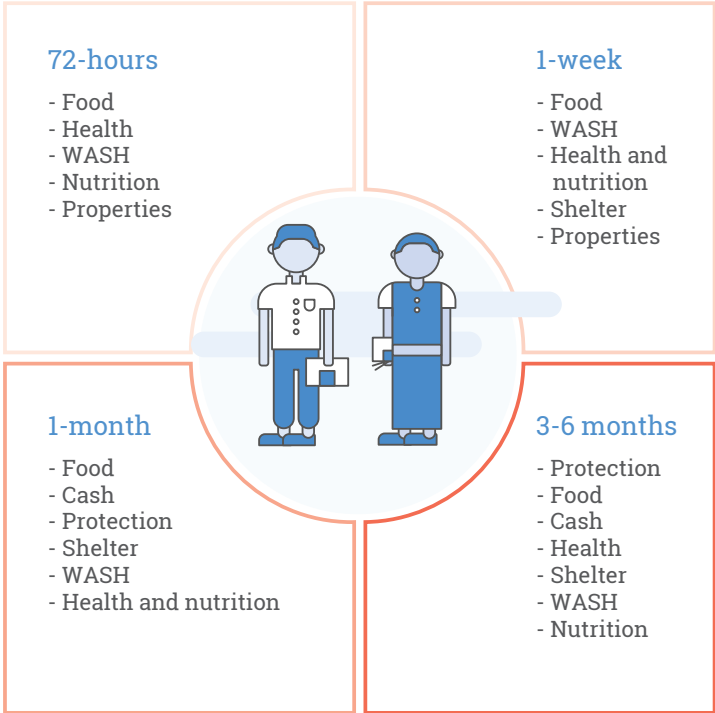 72-hours
- Food
- Health
- WASH
- Nutrition
- Properties
1-week
- Food
- WASH
- Health and
nutrition
- Shelter
- Properties
1-month
- Food
- Cash
- Protection
- Shelter
- WASH
- Health and nutrition
3-6 months
- Protection
- Food
- Cash
- Health
- Shelter
- WASH
- Nutrition